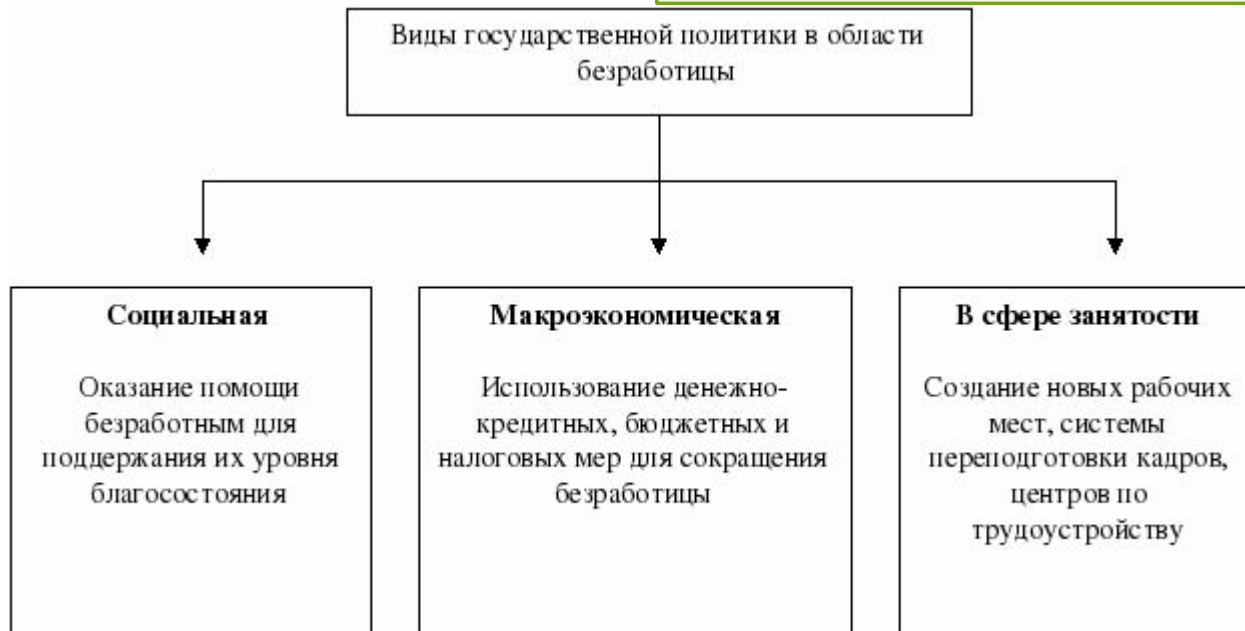 Виды государственной политики в области
безработицы
Социальная
Оказание помощи
безработным для
поддержания их уровня
благосостояния
Макроэкономическая
Использование денежно-
кредитных, бюджетных и
налоговых мер для сокращения
безработицы
В сфере занятости
Создание новых рабочих
мест, системы
переподготовки кадров,
центров по
трудоустройству